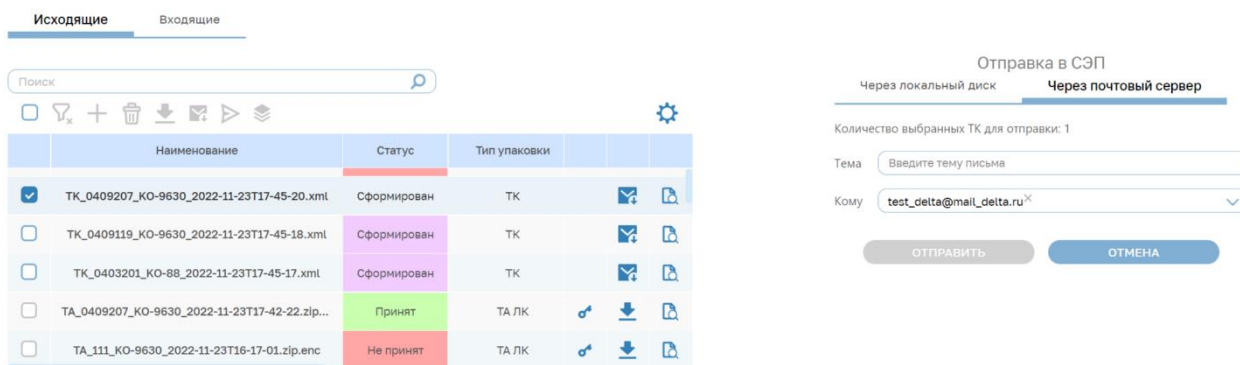 Исходящие Входящие
Поиск
Наименование Статус Тип упаковки
TK_0409207_KO-9630_2022-11-23T17-45-20.xml Сформирован ТК
TK_0409119_KO-9630_2022-11-23T17-45-18.xml Сформирован ТК
TK_0403201_KO-88_2022-11-23T17-45-17.xml Сформирован ТК
TA_0409207_KO-9630_2022-11-23T17-42-22.zip... Принят ТА ЛК
TA_111_KO-9630_2022-11-23T16-17-01.zip.enc Не принят ТА ЛК
Отправка в СЭП
Через локальный диск Через почтовый сервер
Количество выбранных ТК для отправки: 1
Тема Введите тему письма
Кому test_delta@mail_delta.ru
ОТПРАВИТЬ ОТМЕНА